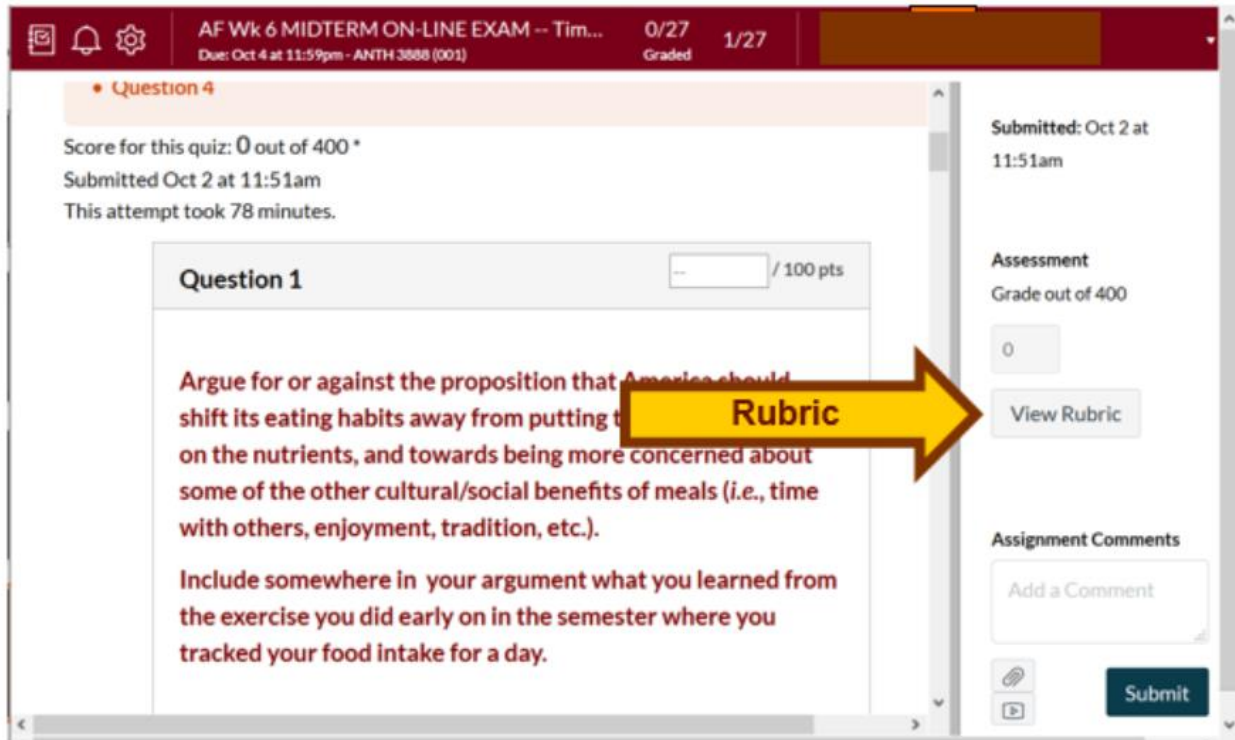 AF Wk 6 MIDTERM ON-LINE EXAM -- Tim...
Due: Oct 4 at 11:59pm - ANTH 3888 (001)
0/27
Graded
1/27
• Question 4
Score for this quiz: 0 out of 400 *
Submitted Oct 2 at 11:51am
This attempt took 78 minutes.
Question 1
--
/ 100 pts
Argue for or against the proposition that America should
shift its eating habits away from putting
on the nutrients, and towards being more concerned about
some of the other cultural/social benefits of meals (i.e., time
with others, enjoyment, tradition, etc.).
Include somewhere in your argument what you learned from
the exercise you did early on in the semester where you
tracked your food intake for a day.
Rubric
Submitted: Oct 2 at
11:51am
Assessment
Grade out of 400
0
View Rubric
Assignment Comments
Add a Comment
Submit